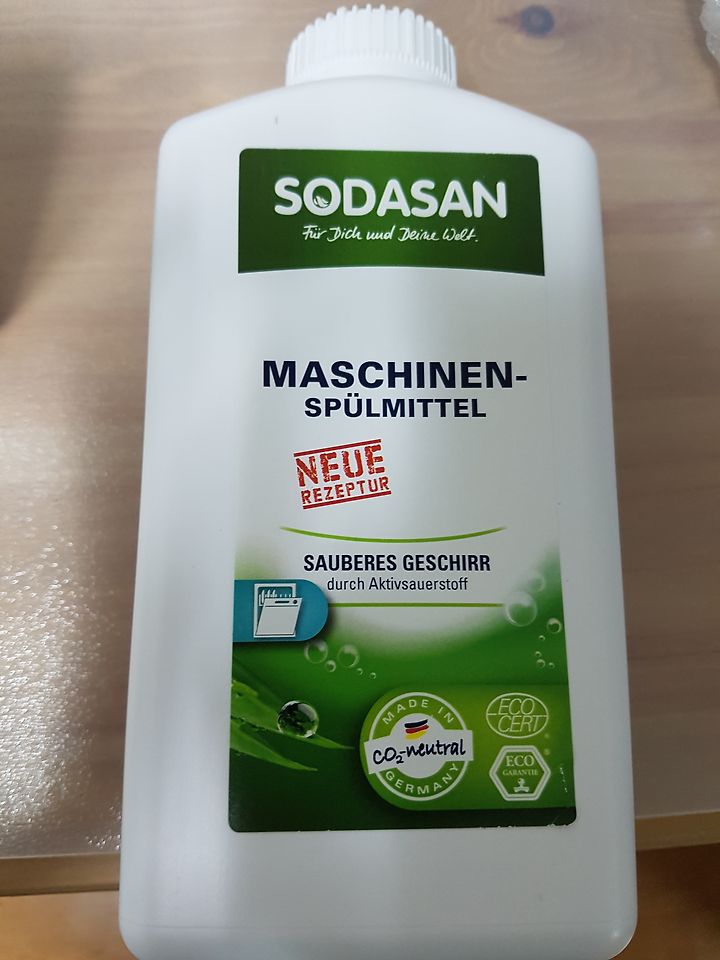 SODASAN
Für Dich und Deine Welt.
MASCHINEN-
SPÜLMITTEL
NEUE
REZEPTUR
SAUBERES GESCHIRR
durch Aktivsauerstoff
MADE IN
CO₂-neutral
GERMANY
ECO
CERT
ECO
GARANTIE